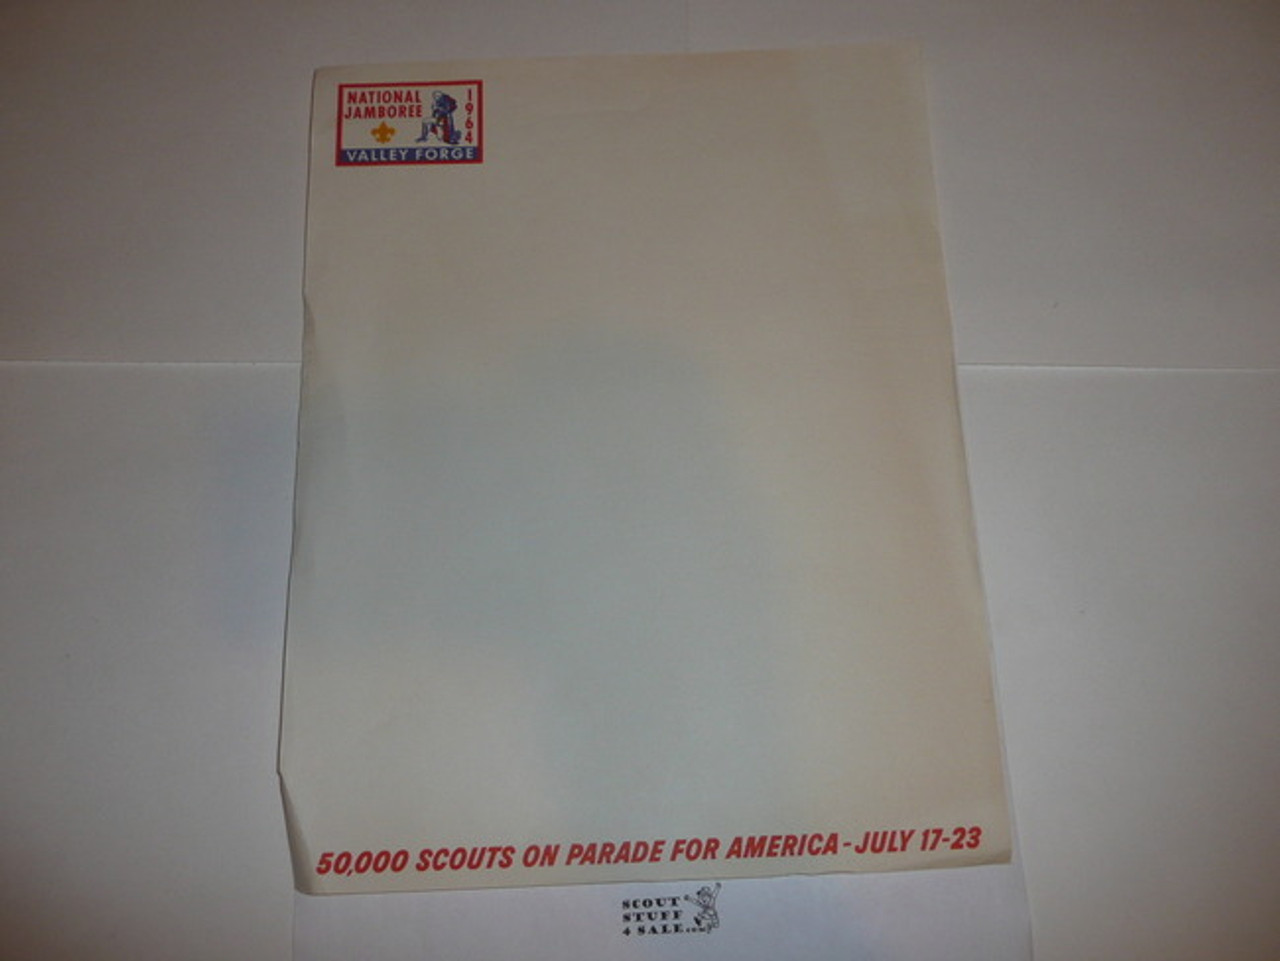 NATIONAL
JAMBOREE
1964
VALLEY FORGE
50,000 SCOUTS ON PARADE FOR AMERICA - JULY 17-23
SCOUT
STUFF
4 SALE.com